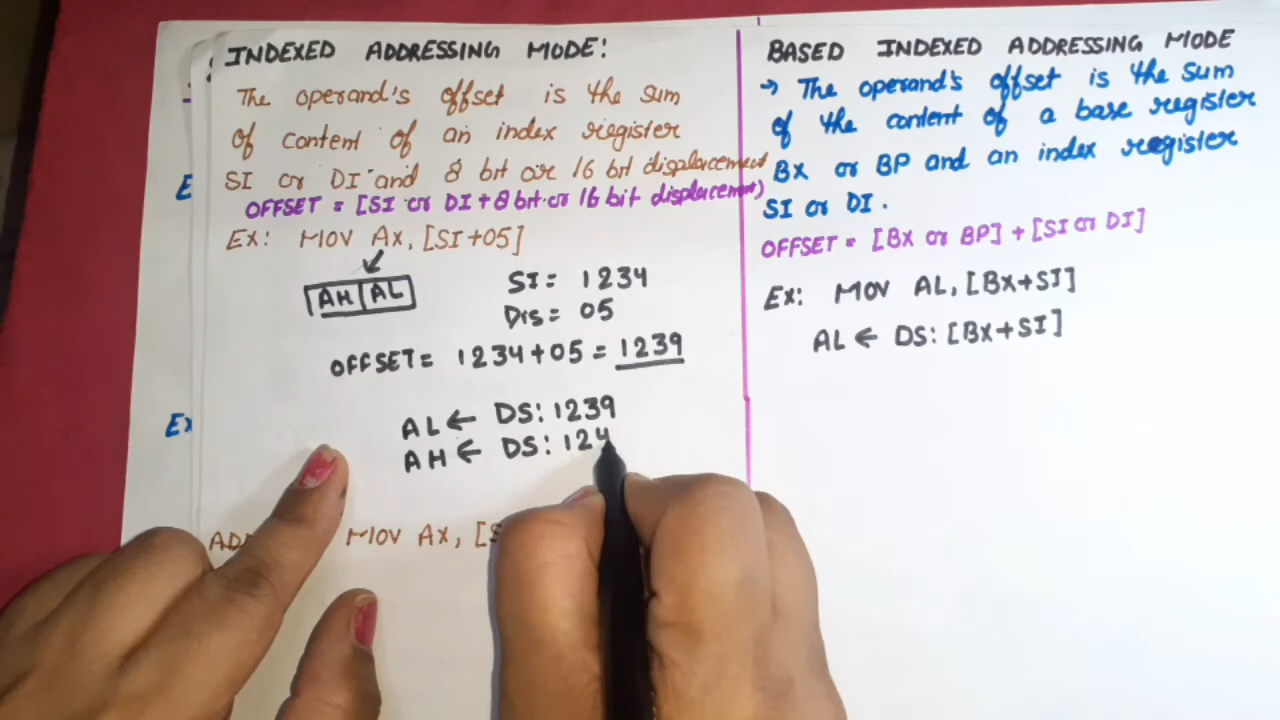 INDEXED ADDRESSING MODE:
The operand's offset is the sum
of content of an index register
SI or DI and 8 bit or 16 bit displacement
OFFSET = [SI or DI + 8 bit or 16 bit displacement)
Ex: MOV Ax, [SI+05]
AH AL
SI = 1234
Dis = 05
OFFSET = 1234+05 = 1239
AL ← DS: 1239
AH ← DS: 124
MOV Ax, [S
BASED INDEXED ADDRESSING MODE
→ The operand's offset is the sum
of the content of a base register
BX or BP and an index register
SI or DI.
OFFSET = [BX or BP] + [SI or DI]
Ex: MOV AL, [Bx+SI]
AL ← DS: [Bx+SI]
Ex